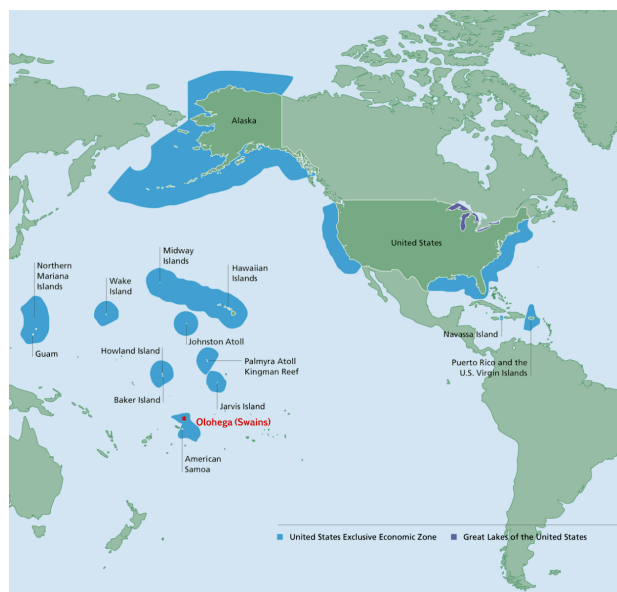 Alaska
United States
Midway
Islands
Northern
Mariana
Islands
Wake
Island
Hawaiian
Islands
Guam
Johnston Atoll
Navassa Island
Howland Island
Palmyra Atoll
Kingman Reef
Puerto Rico and the
U.S. Virgin Islands
Baker Island
Jarvis Island
Olohega (Swains)
American
Samoa
United States Exclusive Economic Zone
Great Lakes of the United States